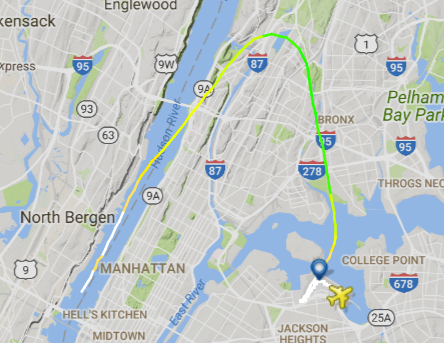 Englewood
ckensack
95
9W
1
xpress
87
95
9A
Pelham
Bay Park
93
Hudson River
BRONX
63
95
95
87
278
THROGS NEC
9A
North Bergen
COLLEGE POINT
9
MANHATTAN
678
East River
HELL'S KITCHEN
25A
MIDTOWN
JACKSON
HEIGHTS